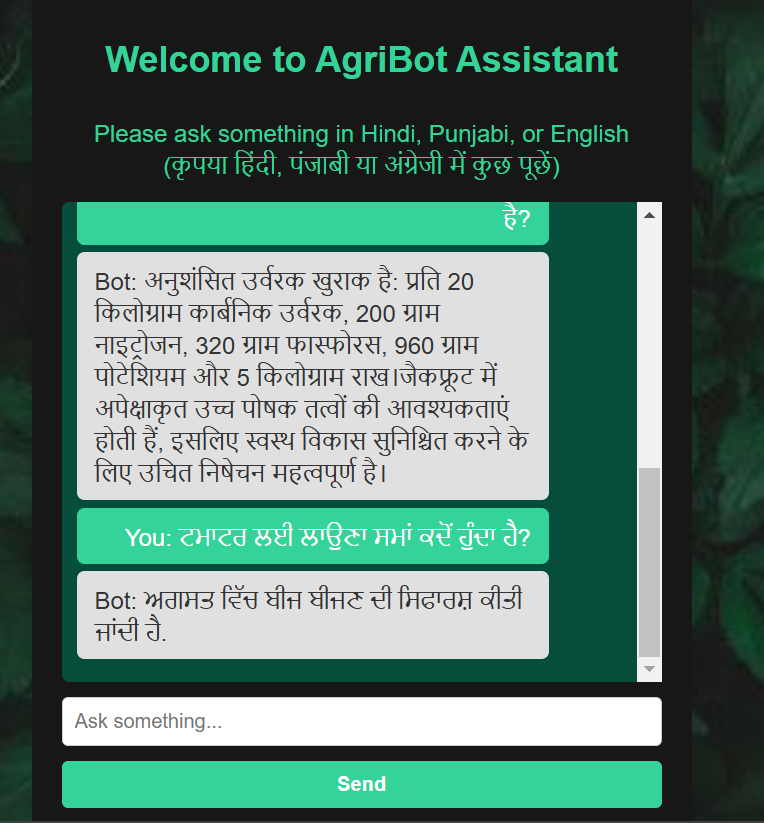 Welcome to AgriBot Assistant
Please ask something in Hindi, Punjabi, or English
(कृपया हिंदी, पंजाबी या अंग्रेजी में कुछ पूछें)
है?
Bot: अनुशंसित उर्वरक खुराक है: प्रति 20
किलोग्राम कार्बनिक उर्वरक, 200 ग्राम
नाइट्रोजन, 320 ग्राम फास्फोरस, 960 ग्राम
पोटेशियम और 5 किलोग्राम राख।जैकफ्रूट में
अपेक्षाकृत उच्च पोषक तत्वों की आवश्यकताएं
होती हैं, इसलिए स्वस्थ विकास सुनिश्चित करने के
लिए उचित निषेचन महत्वपूर्ण है।
You: ਟਮਾਟਰ ਲਈ ਲਾਉਣਾ ਸਮਾਂ ਕਦੋਂ ਹੁੰਦਾ ਹੈ?
Bot: ਅਗਸਤ ਵਿੱਚ ਬੀਜ ਬੀਜਣ ਦੀ ਸਿਫਾਰਸ਼ ਕੀਤੀ
ਜਾਂਦੀ ਹੈ.
Ask something...
Send